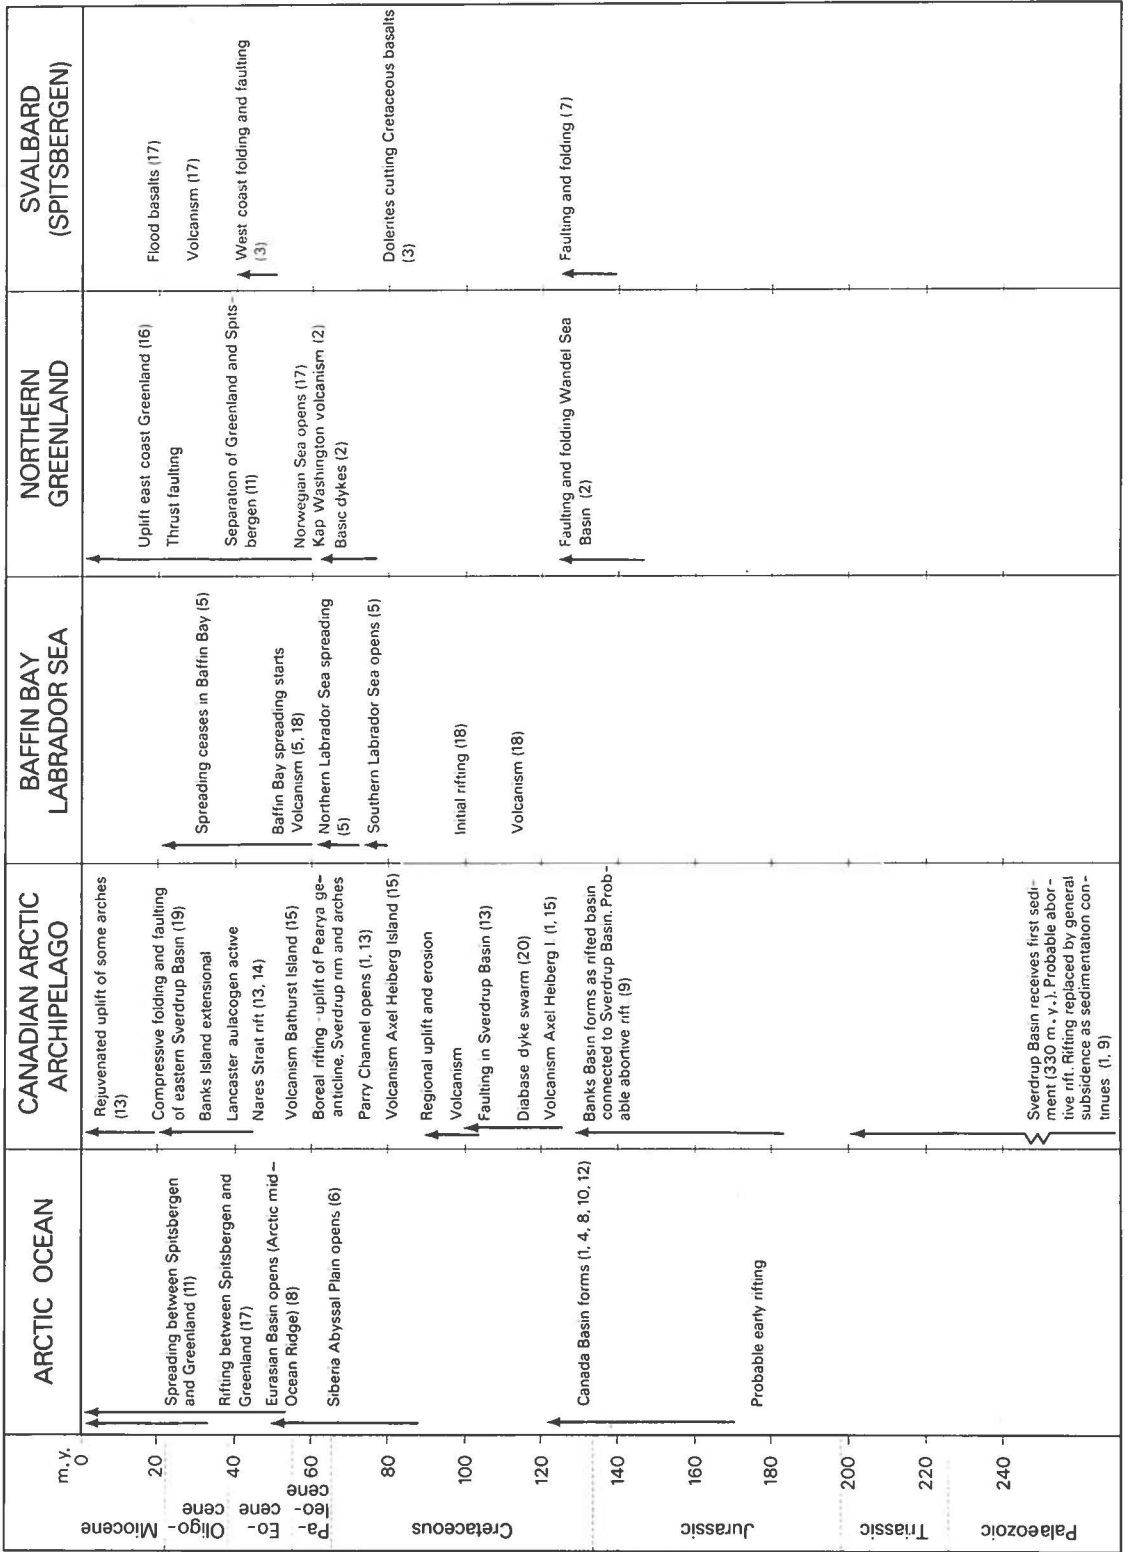 ARCTIC OCEAN
CANADIAN ARCTIC
ARCHIPELAGO
BAFFIN BAY
LABRADOR SEA
NORTHERN
GREENLAND
SVALBARD
(SPITSBERGEN)
m. y.
0
20
40
60
80
100
120
140
160
180
200
220
240
Miocene
Oligo-
cene
Eo-
cene
Pa-
leo-
cene
Cretaceous
Jurassic
Triassic
Palaeozoic
Spreading between Spitsbergen
and Greenland (11)
Rifting between Spitsbergen and
Greenland (17)
Eurasian Basin opens (Arctic mid-
Ocean Ridge) (8)
Siberia Abyssal Plain opens (6)
Canada Basin forms (1, 4, 8, 10, 12)
Probable early rifting
Rejuvenated uplift of some arches
(13)
Compressive folding and faulting
of eastern Sverdrup Basin (19)
Banks Island extensional
Lancaster aulacogen active
Nares Strait rift (13, 14)
Volcanism Bathurst Island (15)
Boreal rifting - uplift of Pearya ge-
anticline, Sverdrup rim and arches
Parry Channel opens (1, 13)
Volcanism Axel Heiberg Island (15)
Regional uplift and erosion
Volcanism
Faulting in Sverdrup Basin (13)
Diabase dyke swarm (20)
Volcanism Axel Heiberg I. (1, 15)
Banks Basin forms as rifted basin
connected to Sverdrup Basin. Prob-
able abortive rift (9)
Sverdrup Basin receives first sedi-
ment (330 m. y.). Probable abor-
tive rift. Rifting replaced by general
subsidence as sedimentation con-
tinues (1, 9)
Spreading ceases in Baffin Bay (5)
Baffin Bay spreading starts
Volcanism (5, 18)
Northern Labrador Sea spreading
(5)
Southern Labrador Sea opens (5)
Initial rifting (18)
Volcanism (18)
Uplift east coast Greenland (16)
Thrust faulting
Separation of Greenland and Spits-
bergen (11)
Norwegian Sea opens (17)
Kap Washington volcanism (2)
Basic dykes (2)
Faulting and folding Wandel Sea
Basin (2)
Flood basalts (17)
Volcanism (17)
West coast folding and faulting
(3)
Dolerites cutting Cretaceous basalts
(3)
Faulting and folding (7)